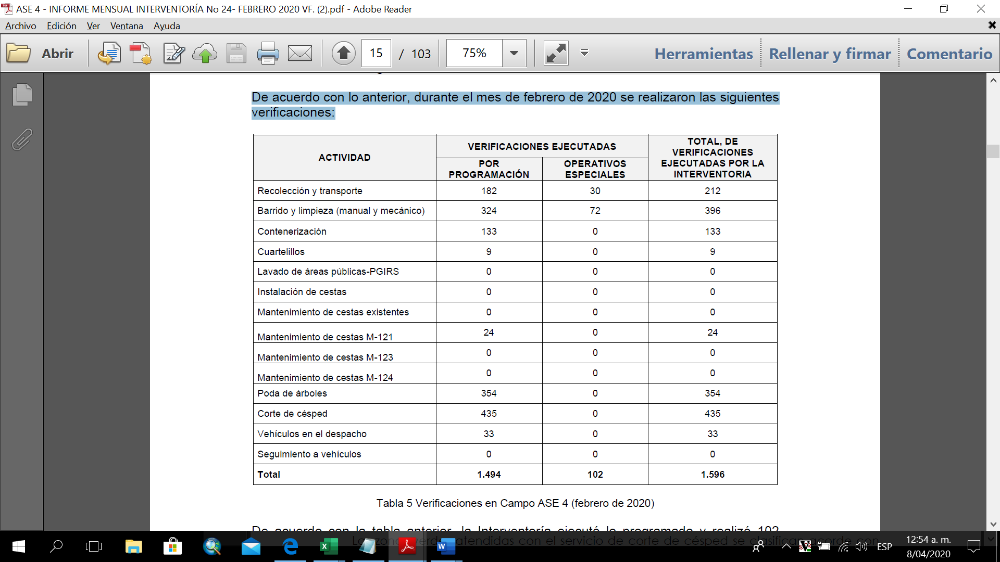 ASE 4 - INFORME MENSUAL INTERVENTORÍA No 24- FEBRERO 2020 VF. (2).pdf - Adobe Reader
Archivo Edición Ver Ventana Ayuda
Abrir 15 / 103 75% Herramientas Rellenar y firmar Comentario
De acuerdo con lo anterior, durante el mes de febrero de 2020 se realizaron las siguientes
verificaciones:
ACTIVIDAD VERIFICACIONES EJECUTADAS TOTAL, DE VERIFICACIONES EJECUTADAS POR LA INTERVENTORIA
POR PROGRAMACIÓN OPERATIVOS ESPECIALES
Recolección y transporte 182 30 212
Barrido y limpieza (manual y mecánico) 324 72 396
Contenerización 133 0 133
Cuartelillos 9 0 9
Lavado de áreas públicas-PGIRS 0 0 0
Instalación de cestas 0 0 0
Mantenimiento de cestas existentes 0 0 0
Mantenimiento de cestas M-121 24 0 24
Mantenimiento de cestas M-123 0 0 0
Mantenimiento de cestas M-124 0 0 0
Poda de árboles 354 0 354
Corte de césped 435 0 435
Vehículos en el despacho 33 0 33
Seguimiento a vehículos 0 0 0
Total 1.494 102 1.596
Tabla 5 Verificaciones en Campo ASE 4 (febrero de 2020)
De acuerdo con la tabla anterior, la Interventoría ejecutó lo programado y realizó 102
atendidas con el servicio de corte de césped se clasifican acorde con
ESP
12:54 a. m.
8/04/2020